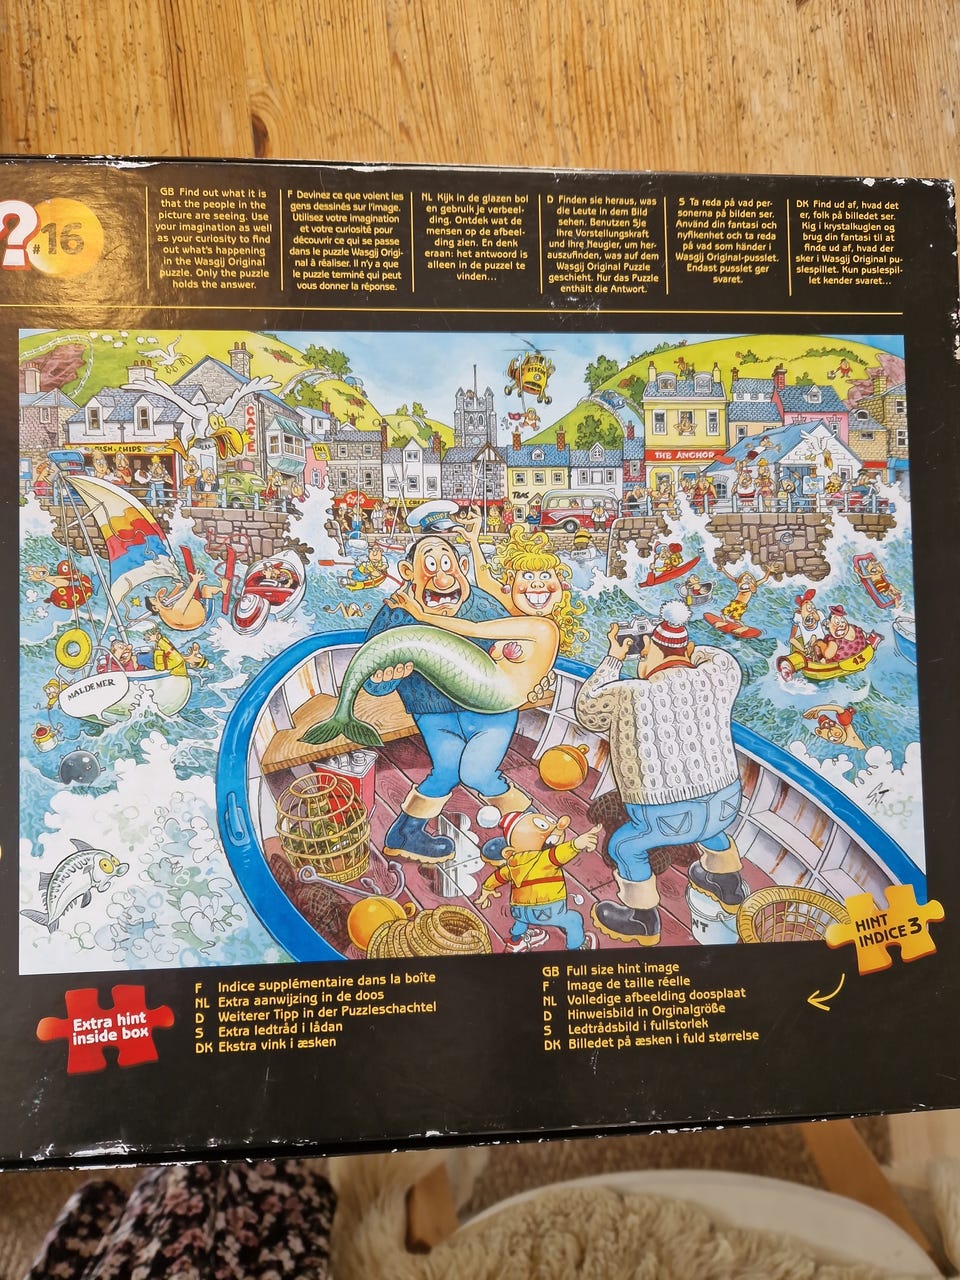 ?
#16
GB Find out what it is
that the people in the
picture are seeing. Use
your imagination as well
as your curiosity to find
out what's happening
in the Wasgij Original
puzzle. Only the puzzle
holds the answer.
F Devinez ce que voient les
gens dessinés sur l'image.
Utilisez votre imagination
et votre curiosité pour
découvrir ce qui se passe
dans le puzzle Wasgij Origi-
nal à réaliser. Il n'y a que
le puzzle terminé qui peut
vous donner la réponse.
NL Kijk in de glazen bol
en gebruik je verbeel-
ding. Ontdek wat de
mensen op de afbeel-
ding zien. En denk
eraan: het antwoord is
alleen in de puzzel te
vinden...
D Finden sie heraus, was
die Leute in dem Bild
sehen. Benutzen Sie
Ihre Vorstellungskraft
und Ihre Neugier, um her-
auszufinden, was auf dem
Wasgij Original Puzzle
geschieht. Nur das Puzzle
enthält die Antwort.
S Ta reda på vad per-
sonerna på bilden ser.
Använd din fantasi och
nyfikenhet och ta reda
på vad som händer i
Wasgij Original-pusslet.
Endast pusslet ger
svaret.
DK Find ud af, hvad det
er, folk på billedet ser.
Kig i krystalkuglen og
brug din fantasi til at
finde ud af, hvad der
sker i Wasgij Original pu-
slespillet. Kun puslespil-
let kender svaret...
RESCUE
CAFE
FISH & CHIPS
THE ANCHOR
TEAS
ICE CREAM
SKIPPY
MAL DE MER
13
HINT
INDICE 3
Extra hint
inside box
F Indice supplémentaire dans la boîte
NL Extra aanwijzing in de doos
D Weiterer Tipp in der Puzzleschachtel
S Extra ledtråd i lådan
DK Ekstra vink i æsken
GB Full size hint image
F Image de taille réelle
NL Volledige afbeelding doosplaat
D Hinweisbild in Orginalgröße
S Ledtrådsbild i fullstorlek
DK Billedet på æsken i fuld størrelse